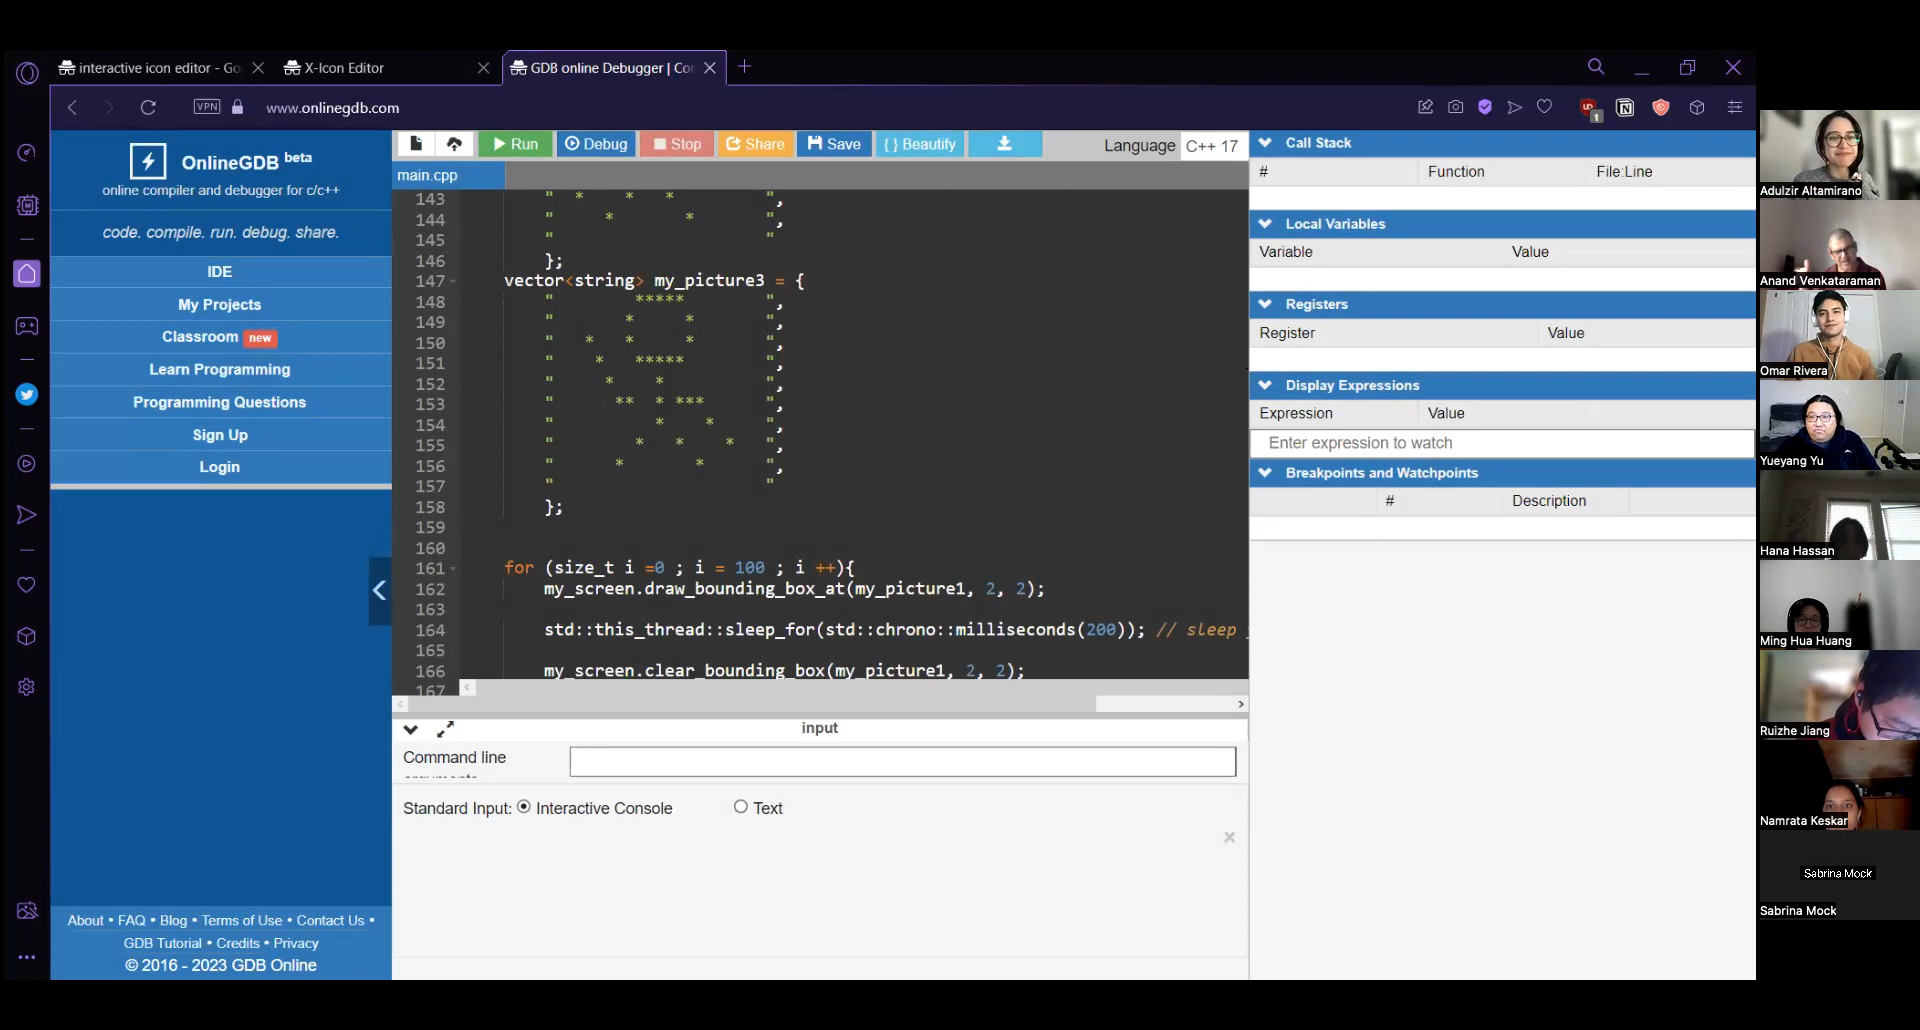 interactive icon editor - Go
X-Icon Editor
GDB online Debugger | Co
VPN
www.onlinegdb.com
1
OnlineGDB beta
online compiler and debugger for c/c++
code. compile. run. debug. share.
IDE
My Projects
Classroom new
Learn Programming
Programming Questions
Sign Up
Login
About • FAQ • Blog • Terms of Use • Contact Us •
GDB Tutorial • Credits • Privacy
© 2016 - 2023 GDB Online
Run Debug Stop Share Save { } Beautify
Language C++ 17
main.cpp
143 "  *    *   *         ",
144 "     *       *       ",
145 "                     "
146 };
147 vector<string> my_picture3 = {
148 "        *****        ",
149 "       *     *       ",
150 "   *   *     *       ",
151 "    *   *****        ",
152 "     *    *          ",
153 "      **  * ***      ",
154 "          *    *     ",
155 "        *   *    *   ",
156 "      *       *      ",
157 "                     "
158 };
159
160
161 for (size_t i =0 ; i = 100 ; i ++){
162 my_screen.draw_bounding_box_at(my_picture1, 2, 2);
163
164 std::this_thread::sleep_for(std::chrono::milliseconds(200)); // sleep
165
166 my_screen.clear_bounding_box(my_picture1, 2, 2);
167
input
Command line
arguments
Standard Input: Interactive Console Text
Call Stack
# Function File:Line
Local Variables
Variable Value
Registers
Register Value
Display Expressions
Expression Value
Enter expression to watch
Breakpoints and Watchpoints
# Description
Adulzir Altamirano
Anand Venkataraman
Omar Rivera
Yueyang Yu
Hana Hassan
Ming Hua Huang
Ruizhe Jiang
Namrata Keskar
Sabrina Mock
Sabrina Mock